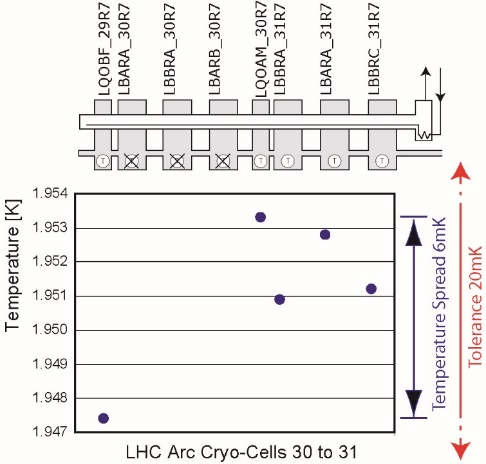 LQOBF_29R7
LBARA_30R7
LBBRA_30R7
LBARB_30R7
LQOAM_30R7
LBBRA_31R7
LBARA_31R7
LBBRC_31R7
T T T T T T T T
Temperature [K]
1.954
1.953
1.952
1.951
1.950
1.949
1.948
1.947
Temperature Spread 6mK
Tolerance 20mK
LHC Arc Cryo-Cells 30 to 31